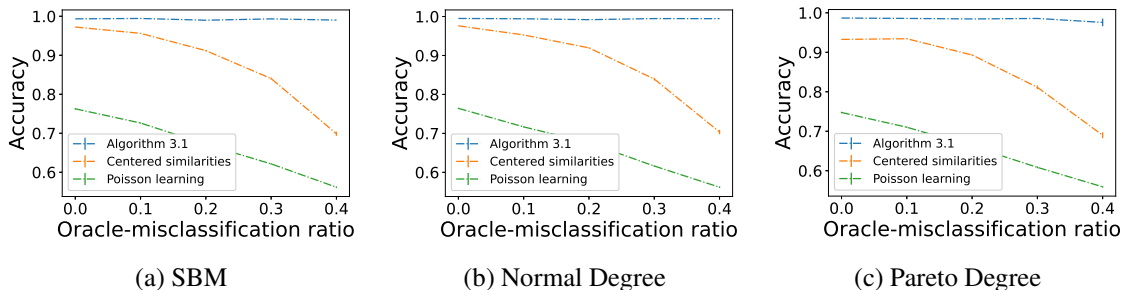 Accuracy
1.0
0.9
0.8
0.7
0.6
Algorithm 3.1
Centered similarities
Poisson learning
0.0 0.1 0.2 0.3 0.4
Oracle-misclassification ratio
(a) SBM
Accuracy
1.0
0.9
0.8
0.7
0.6
Algorithm 3.1
Centered similarities
Poisson learning
0.0 0.1 0.2 0.3 0.4
Oracle-misclassification ratio
(b) Normal Degree
Accuracy
1.0
0.9
0.8
0.7
0.6
Algorithm 3.1
Centered similarities
Poisson learning
0.0 0.1 0.2 0.3 0.4
Oracle-misclassification ratio
(c) Pareto Degree